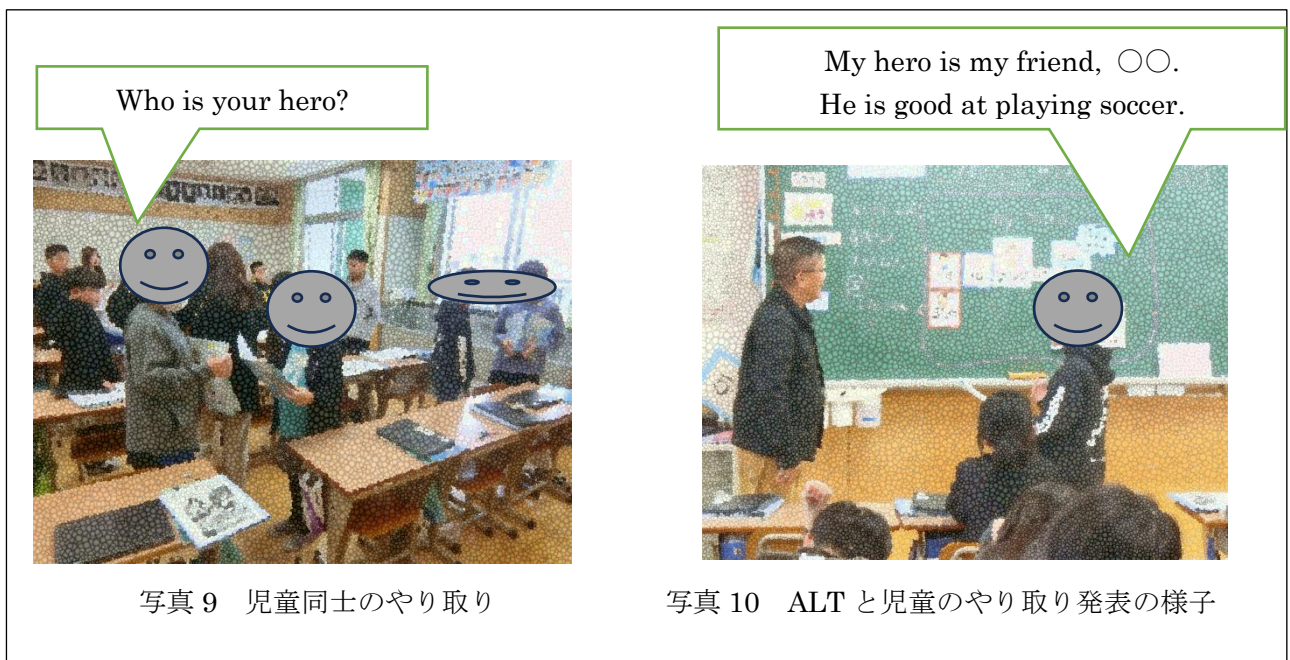 Who is your hero?
My hero is my friend, ○○.
He is good at playing soccer.
写真 9　児童同士のやり取り
写真 10　ALT と児童のやり取り発表の様子